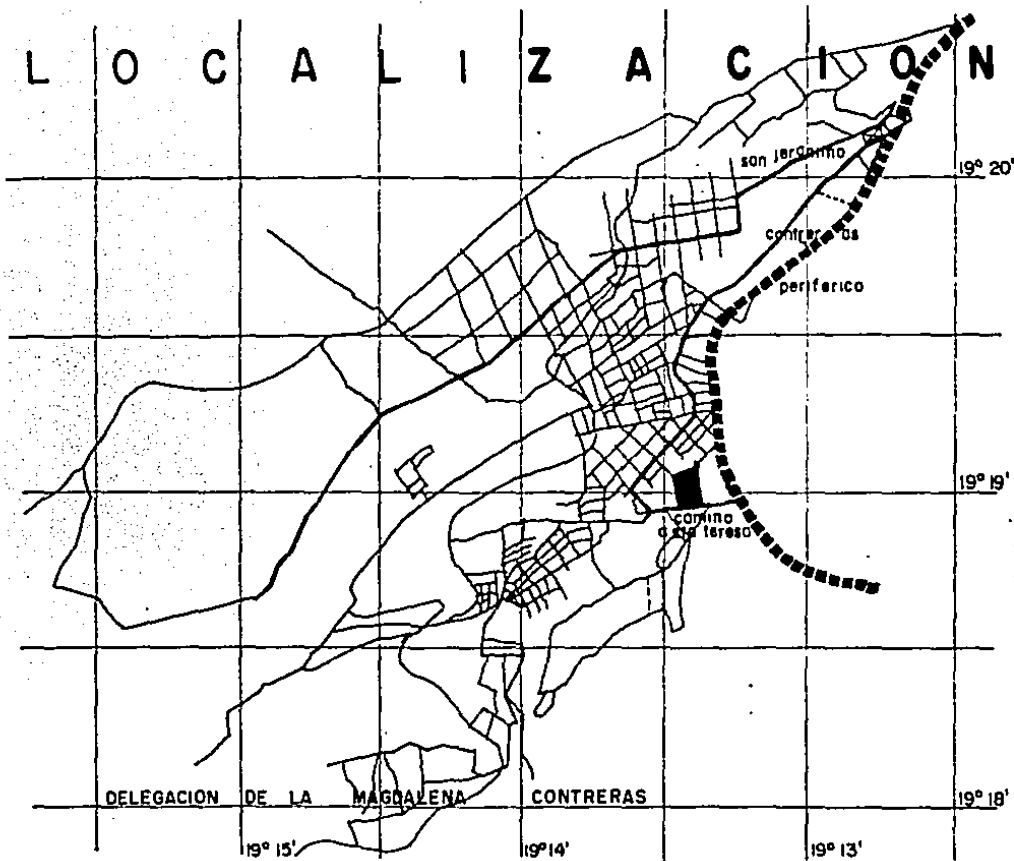 LOCALIZACION
san jerónimo
19° 20'
contreras
periferico
19° 19'
camino
a sta teresa
DELEGACION DE LA MAGDALENA CONTRERAS
19° 18'
19° 15'
19° 14'
19° 13'